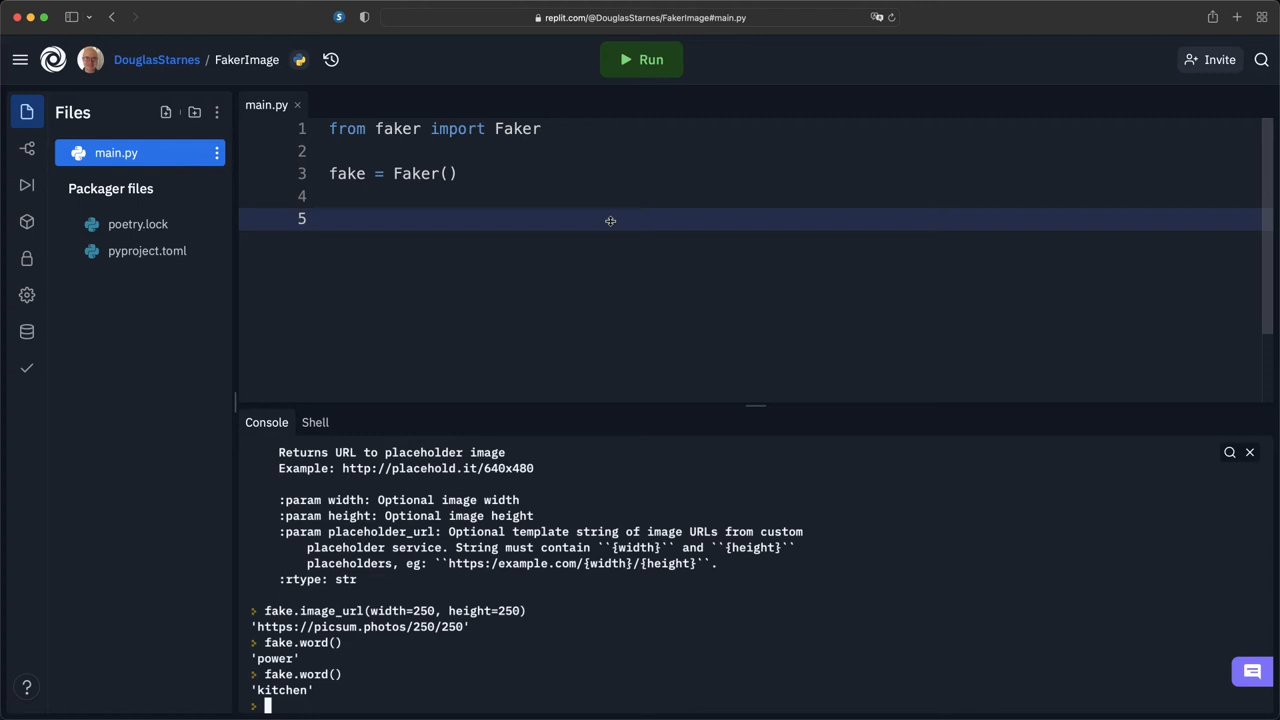 replit.com/@DouglasStarnes/FakerImage#main.py
DouglasStarnes / FakerImage
Run
Invite
Files
main.py
Packager files
poetry.lock
pyproject.toml
main.py
1 from faker import Faker
2
3 fake = Faker()
4
5
Console
Shell
Returns URL to placeholder image
Example: http://placehold.it/640x480
:param width: Optional image width
:param height: Optional image height
:param placeholder_url: Optional template string of image URLs from custom
placeholder service. String must contain ``{width}`` and ``{height}``
placeholders, eg: ``https:/example.com/{width}/{height}``.
:rtype: str
> fake.image_url(width=250, height=250)
'https://picsum.photos/250/250'
> fake.word()
'power'
> fake.word()
'kitchen'
>